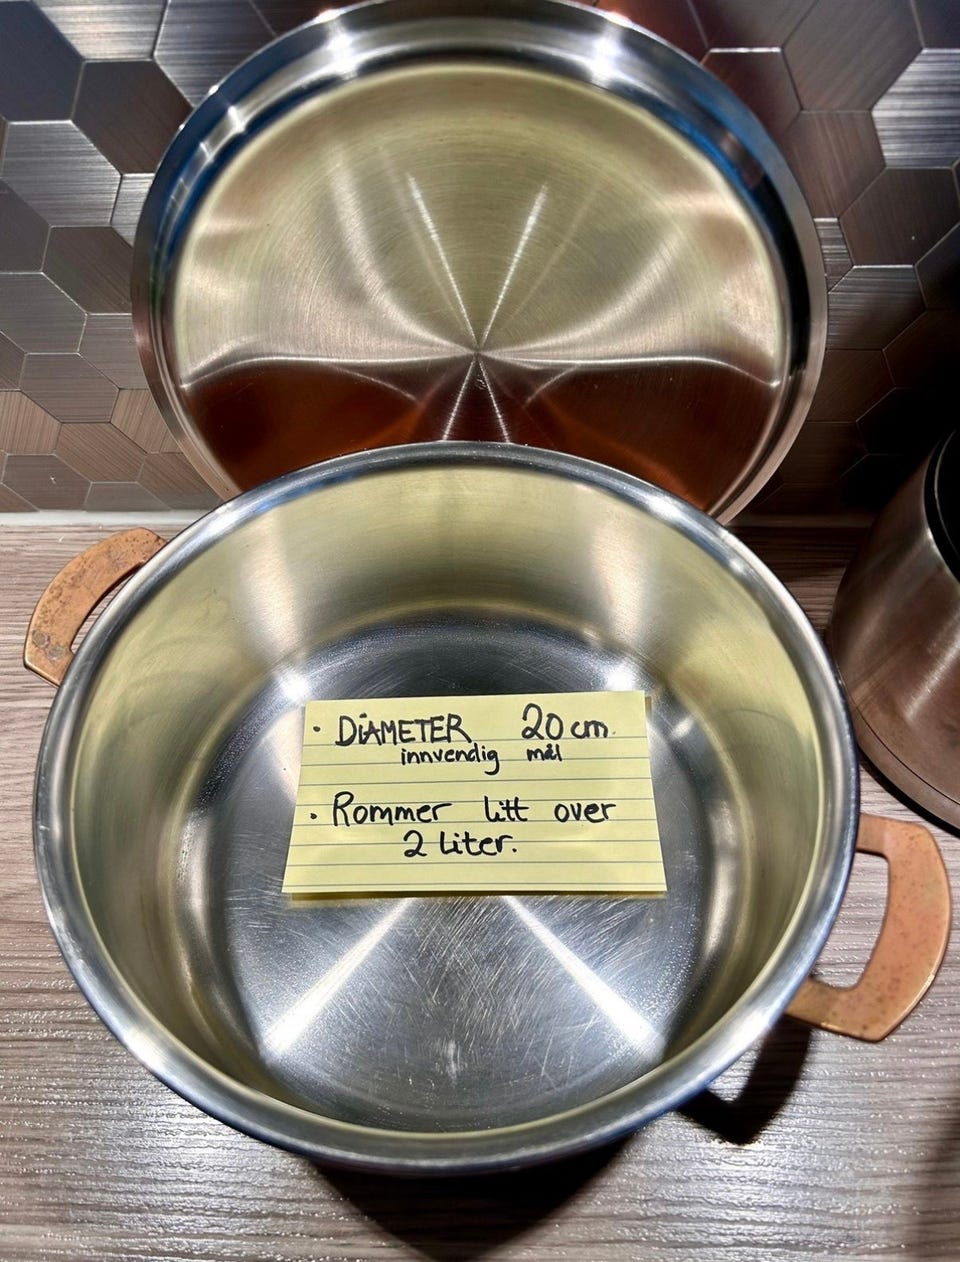 · DiAMETER 20 cm.
innvendig mål
· Rommer litt over
2 Liter.